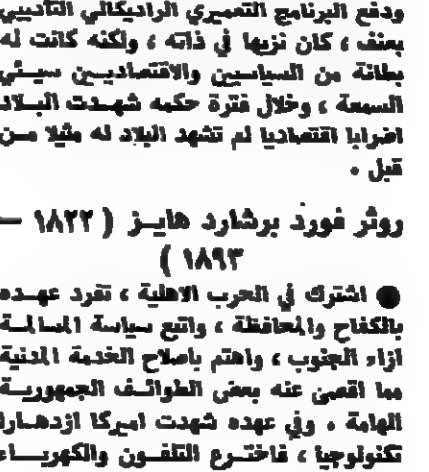 ودفع البرنامج التعميري الراديكالي التأديبي
بعنف ، كان نزيها في ذاته ، ولكنه كانت له
بطانة من السياسيين والاقتصاديين سيئي
السمعة ، وخلال فترة حكمه شهدت البلاد
اضرابا اقتصاديا لم تشهد البلاد له مثيلا من
قبل .
روثر فورد برشارد هايز ( ١٨٢٢ —
١٨٩٣ )
● اشترك في الحرب الاهلية ، تفرد عهده
بالكفاح والمحافظة ، واتبع سياسة المسالمة
ازاء الجنوب ، واهتم باصلاح الخدمة المدنية
مما اقصى عنه بعض الطوائف الجمهورية
الهامة . وفي عهده شهدت اميركا ازدهارا
تكنولوجيا ، فاخترع التلفون والكهرباء